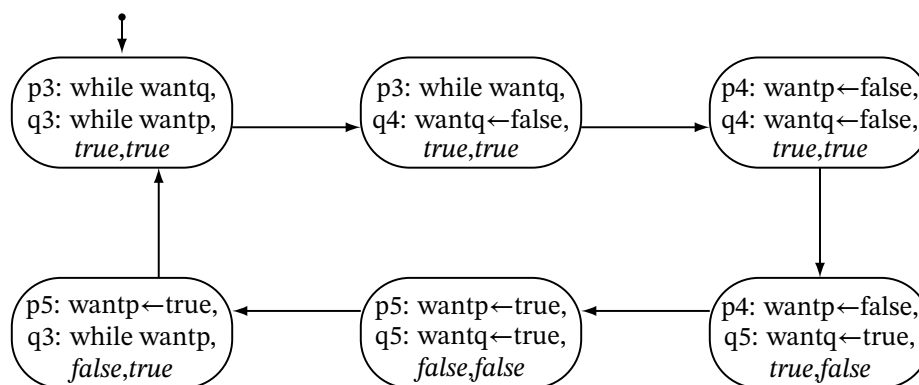 p3: while wantq,
q3: while wantp,
true,true
p3: while wantq,
q4: wantq←false,
true,true
p4: wantp←false,
q4: wantq←false,
true,true
p5: wantp←true,
q3: while wantp,
false,true
p5: wantp←true,
q5: wantq←true,
false,false
p4: wantp←false,
q5: wantq←true,
true,false